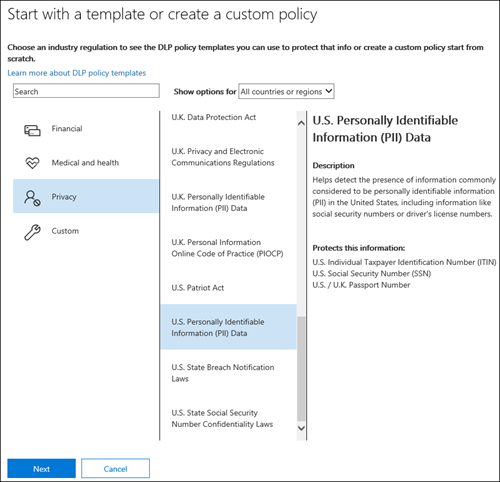 Start with a template or create a custom policy
Choose an industry regulation to see the DLP policy templates you can use to protect that info or create a custom policy start from
scratch.
Learn more about DLP policy templates
Search
Show options for
All countries or regions
Financial
Medical and health
Privacy
Custom
U.K. Data Protection Act
U.K. Privacy and Electronic
Communications Regulations
U.K. Personally Identifiable
Information (PII) Data
U.K. Personal Information
Online Code of Practice (PIOCP)
U.S. Patriot Act
U.S. Personally Identifiable
Information (PII) Data
U.S. State Breach Notification
Laws
U.S. State Social Security
Number Confidentiality Laws
U.S. Personally Identifiable
Information (PII) Data
Description
Helps detect the presence of information commonly
considered to be personally identifiable information
(PII) in the United States, including information like
social security numbers or driver's license numbers.
Protects this information:
U.S. Individual Taxpayer Identification Number (ITIN)
U.S. Social Security Number (SSN)
U.S. / U.K. Passport Number
Next
Cancel